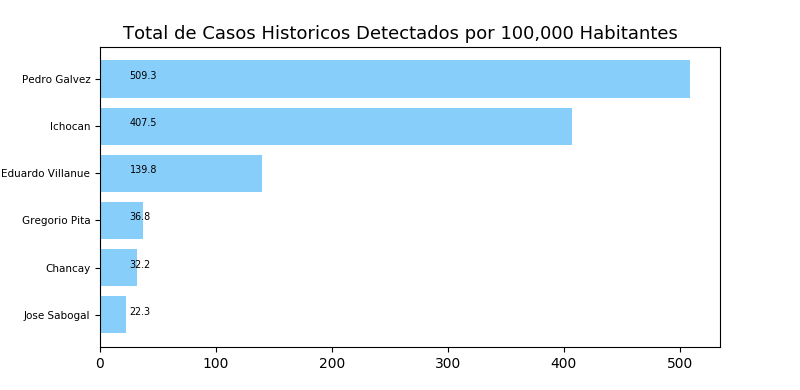 Total de Casos Historicos Detectados por 100,000 Habitantes
Pedro Galvez 509.3
Ichocan 407.5
Eduardo Villanue 139.8
Gregorio Pita 36.8
Chancay 32.2
Jose Sabogal 22.3
0 100 200 300 400 500